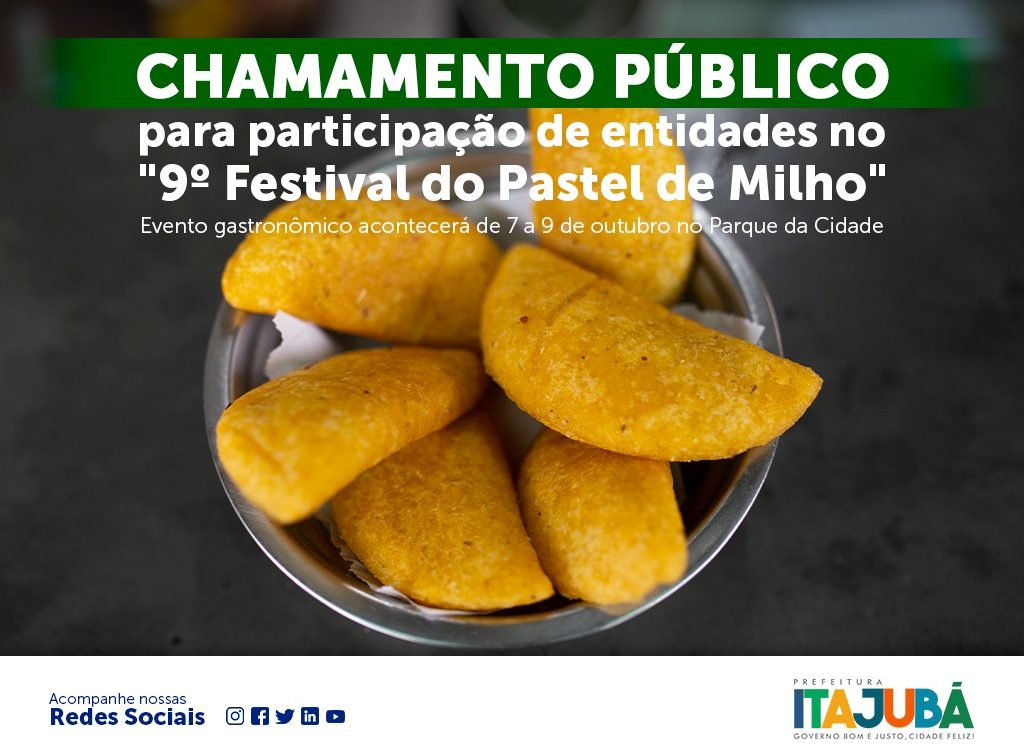 CHAMAMENTO PÚBLICO
para participação de entidades no
"9º Festival do Pastel de Milho"
Evento gastronômico acontecerá de 7 a 9 de outubro no Parque da Cidade
Acompanhe nossas
Redes Sociais
PREFEITURA
ITAJUBÁ
GOVERNO BOM E JUSTO, CIDADE FELIZ!